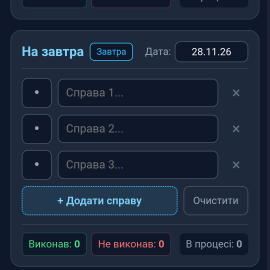 На завтра Завтра Дата: 28.11.26
• Справа 1... ×
• Справа 2... ×
• Справа 3... ×
+ Додати справу Очистити
Виконав: 0 Не виконав: 0 В процесі: 0